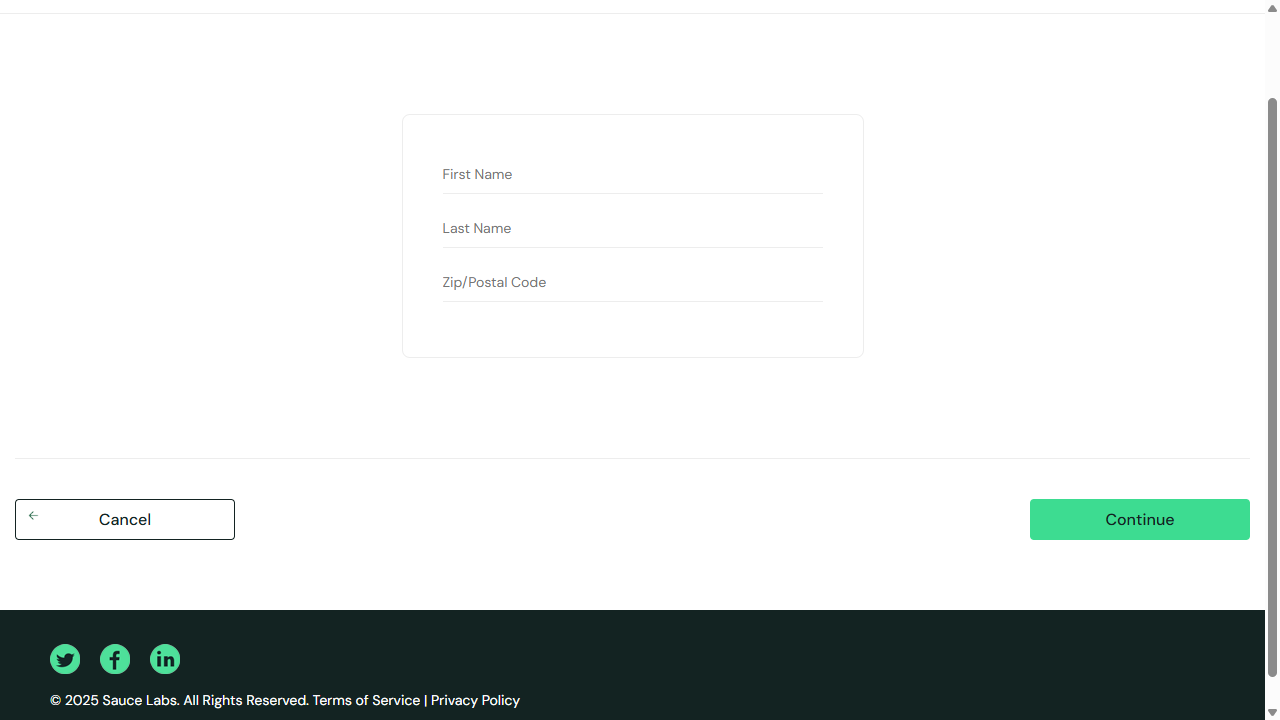 First Name
Last Name
Zip/Postal Code
Cancel
Continue
© 2025 Sauce Labs. All Rights Reserved. Terms of Service | Privacy Policy